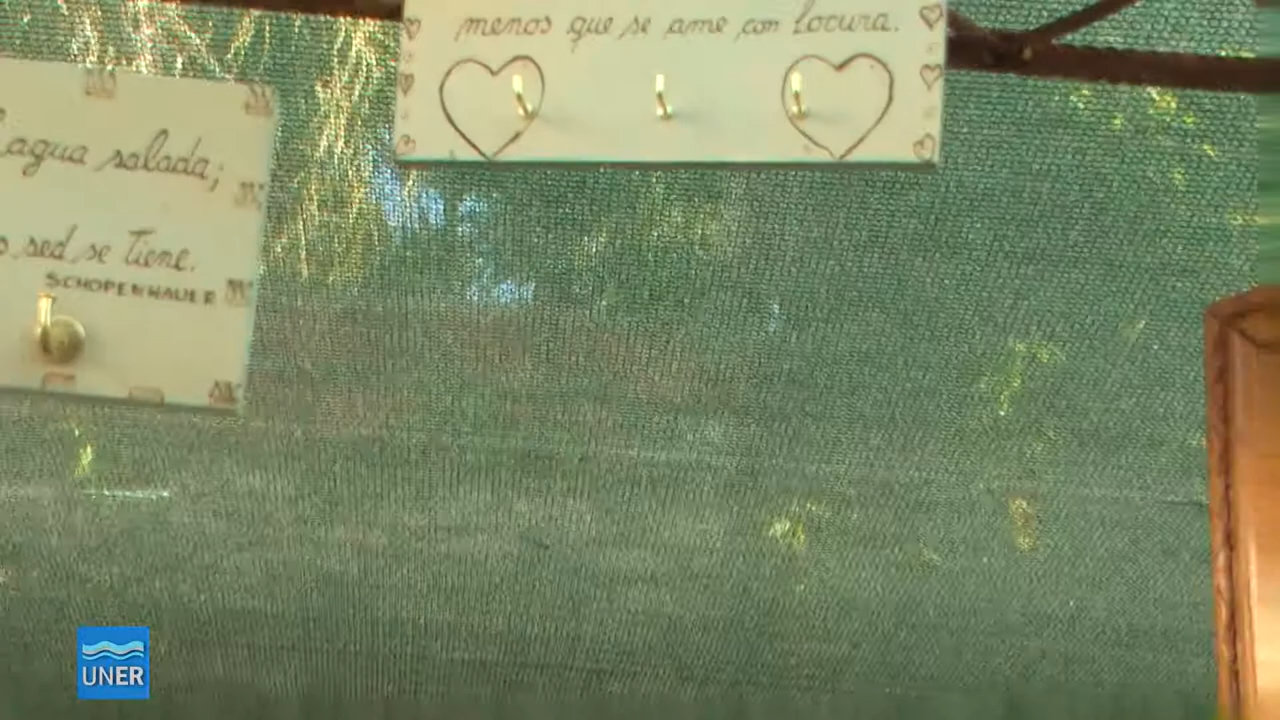 menos que se ame con locura.
agua salada;
sed se tiene.
SCHOPENHAUER
UNER